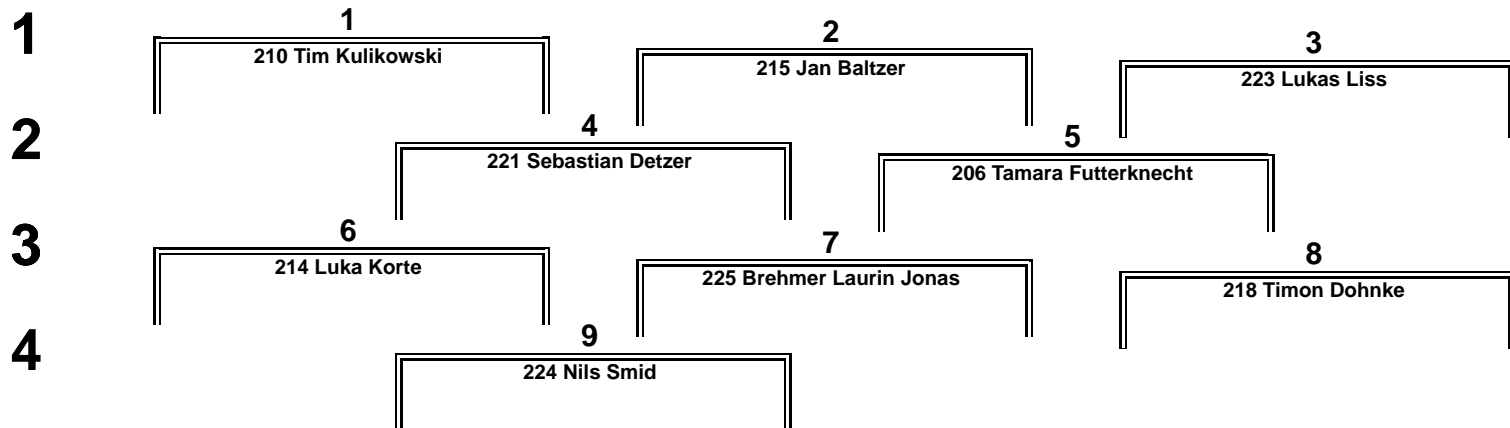 1
1
2
3
210 Tim Kulikowski
215 Jan Baltzer
223 Lukas Liss
2
4
5
221 Sebastian Detzer
206 Tamara Futterknecht
3
6
7
8
214 Luka Korte
225 Brehmer Laurin Jonas
218 Timon Dohnke
4
9
224 Nils Smid